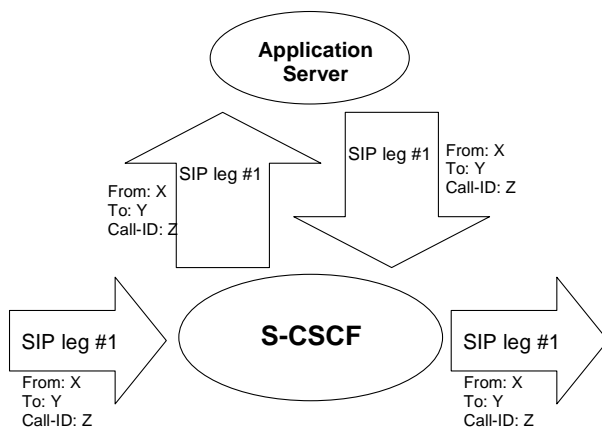 Application
Server
SIP leg #1
From: X
To: Y
Call-ID: Z
SIP leg #1
From: X
To: Y
Call-ID: Z
SIP leg #1
From: X
To: Y
Call-ID: Z
S-CSCF
SIP leg #1
From: X
To: Y
Call-ID: Z